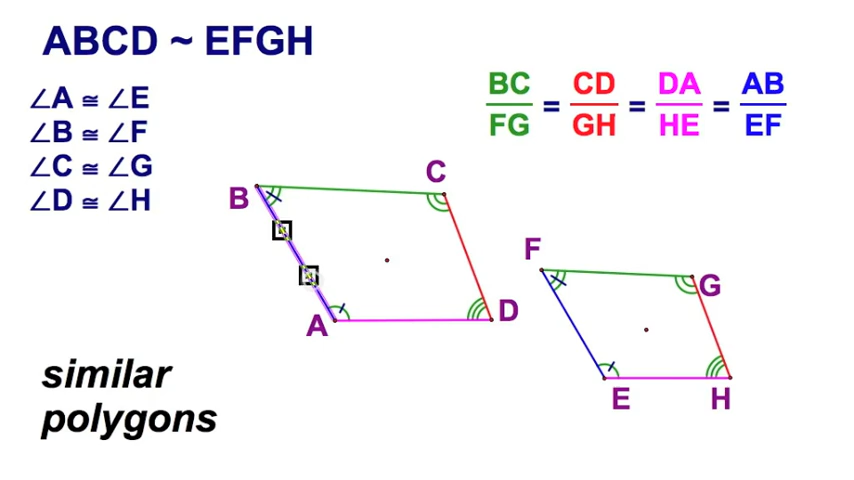 ABCD ~ EFGH
∠A ≅ ∠E
∠B ≅ ∠F
∠C ≅ ∠G
∠D ≅ ∠H
BC/FG = CD/GH = DA/HE = AB/EF
B
C
A
D
F
G
E
H
similar
polygons